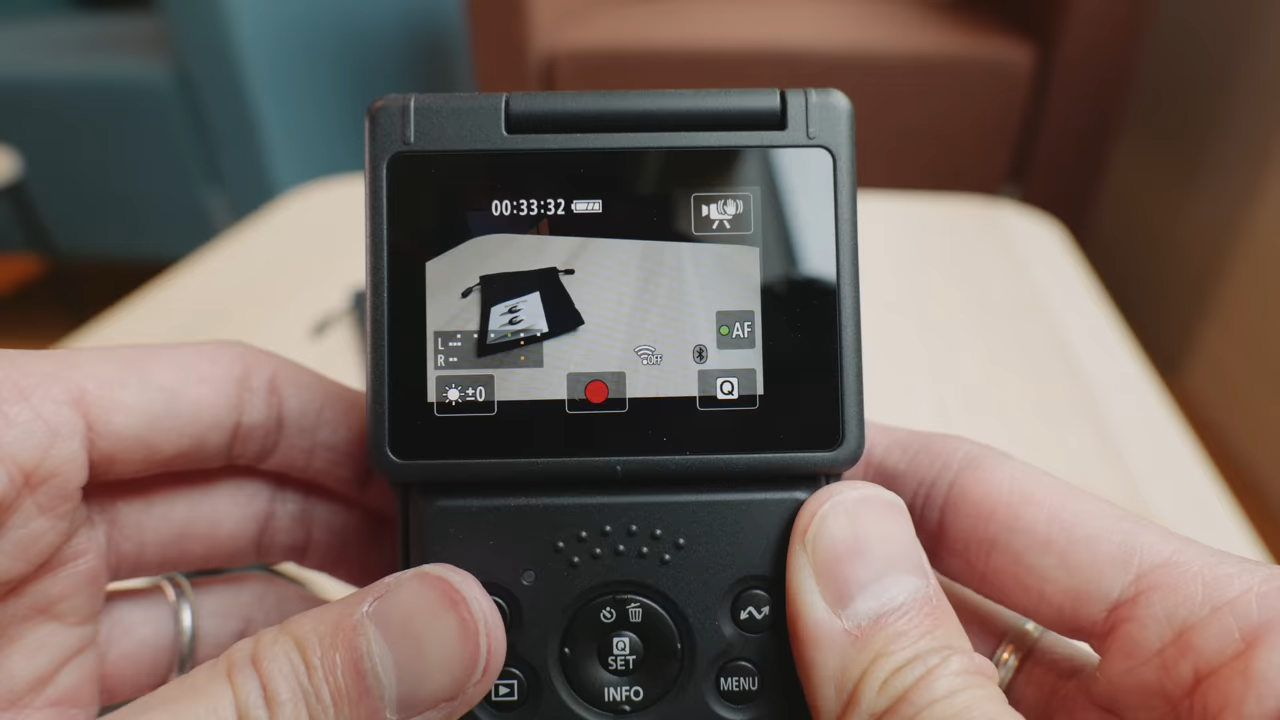 00:33:32
AF
L
R
OFF
±0
Q
Q
SET
INFO
MENU